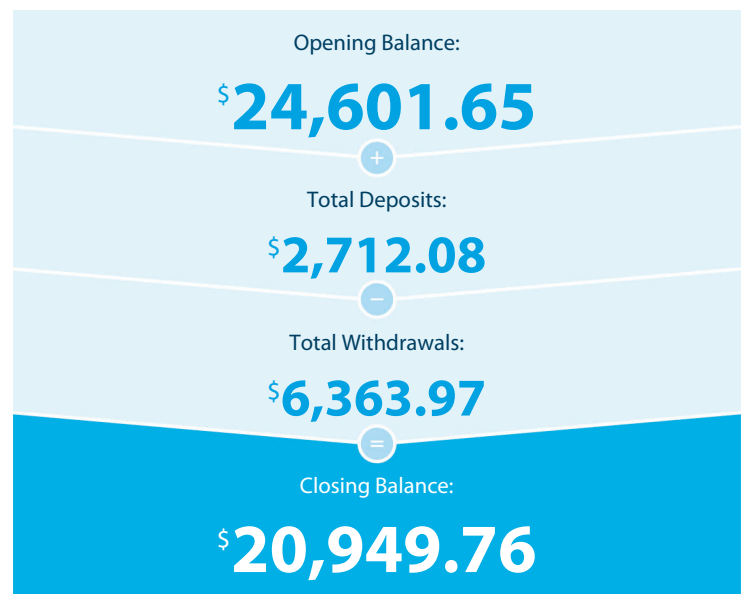 Opening Balance:
$24,601.65
+
Total Deposits:
$2,712.08
−
Total Withdrawals:
$6,363.97
=
Closing Balance:
$20,949.76